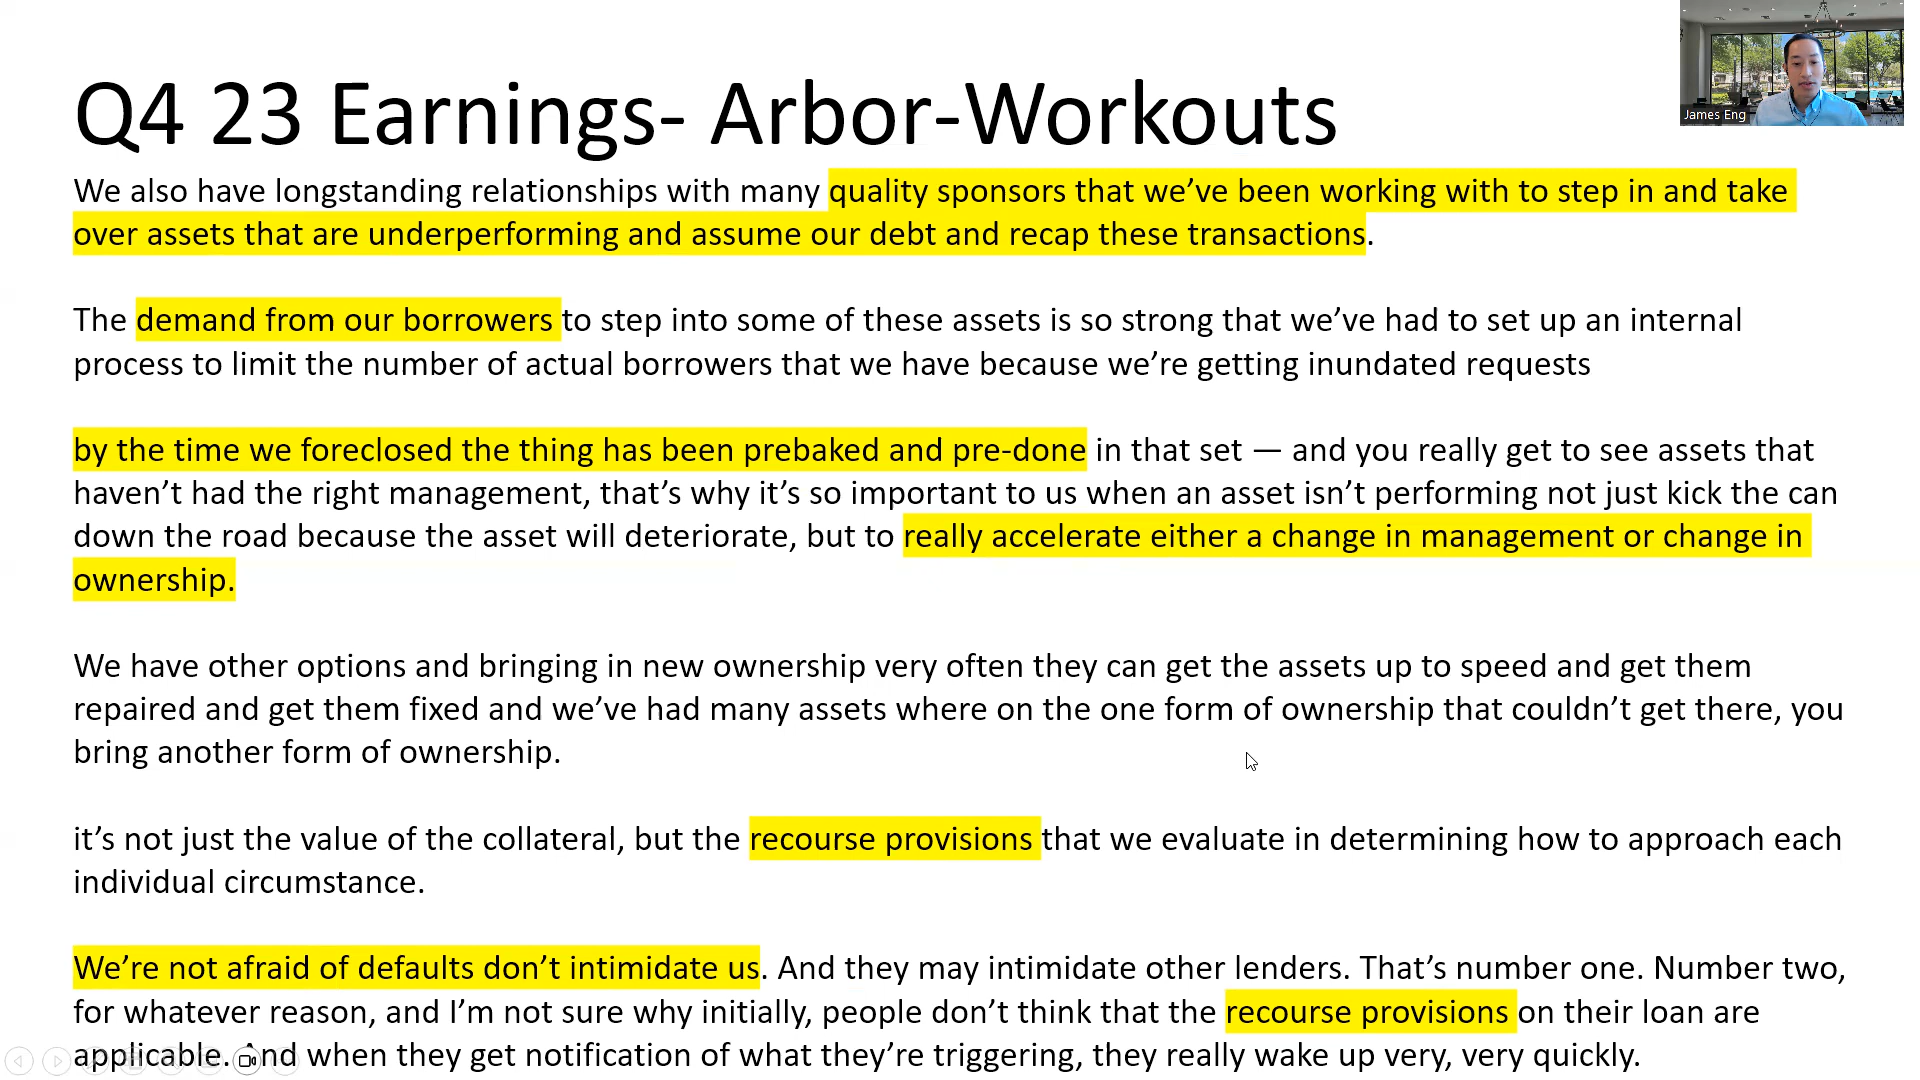 Q4 23 Earnings- Arbor-Workouts
James Eng
We also have longstanding relationships with many quality sponsors that we’ve been working with to step in and take
over assets that are underperforming and assume our debt and recap these transactions.
The demand from our borrowers to step into some of these assets is so strong that we’ve had to set up an internal
process to limit the number of actual borrowers that we have because we’re getting inundated requests
by the time we foreclosed the thing has been prebaked and pre-done in that set — and you really get to see assets that
haven’t had the right management, that’s why it’s so important to us when an asset isn’t performing not just kick the can
down the road because the asset will deteriorate, but to really accelerate either a change in management or change in
ownership.
We have other options and bringing in new ownership very often they can get the assets up to speed and get them
repaired and get them fixed and we’ve had many assets where on the one form of ownership that couldn’t get there, you
bring another form of ownership.
it’s not just the value of the collateral, but the recourse provisions that we evaluate in determining how to approach each
individual circumstance.
We’re not afraid of defaults don’t intimidate us. And they may intimidate other lenders. That’s number one. Number two,
for whatever reason, and I’m not sure why initially, people don’t think that the recourse provisions on their loan are
applicable. And when they get notification of what they’re triggering, they really wake up very, very quickly.